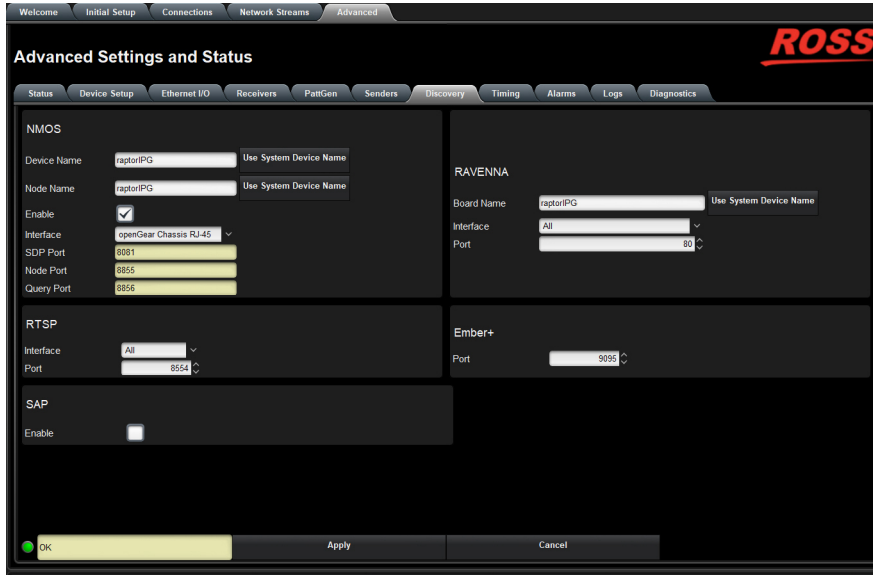 Welcome Initial Setup Connections Network Streams Advanced
ROSS
Advanced Settings and Status
Status Device Setup Ethernet I/O Receivers PattGen Senders Discovery Timing Alarms Logs Diagnostics
NMOS
Device Name raptorIPG Use System Device Name
Node Name raptorIPG Use System Device Name
Enable
Interface openGear Chassis RJ-45
SDP Port 8081
Node Port 8855
Query Port 8856
RAVENNA
Board Name raptorIPG Use System Device Name
Interface All
Port 80
RTSP
Interface All
Port 8554
Ember+
Port 9095
SAP
Enable
OK Apply Cancel